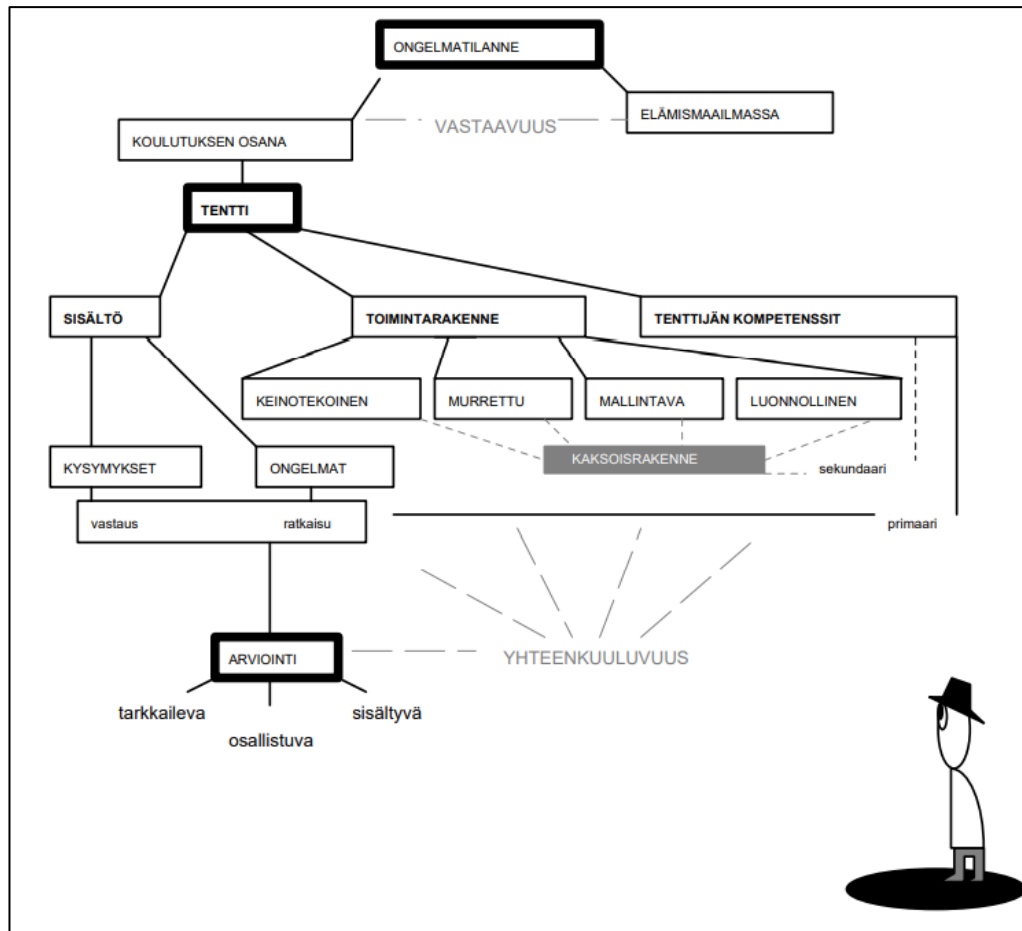 ONGELMATILANNE
ELÄMISMAAILMASSA
VASTAAVUUS
KOULUTUKSEN OSANA
TENTTI
SISÄLTÖ
TOIMINTARAKENNE
TENTTIJÄN KOMPETENSSIT
KEINOTEKOINEN
MURRETTU
MALLINTAVA
LUONNOLLINEN
KYSYMYKSET
ONGELMAT
KAKSOISRAKENNE
sekundaari
vastaus
ratkaisu
primaari
ARVIOINTI
YHTEENKUULUVUUS
tarkkaileva
sisältyvä
osallistuva